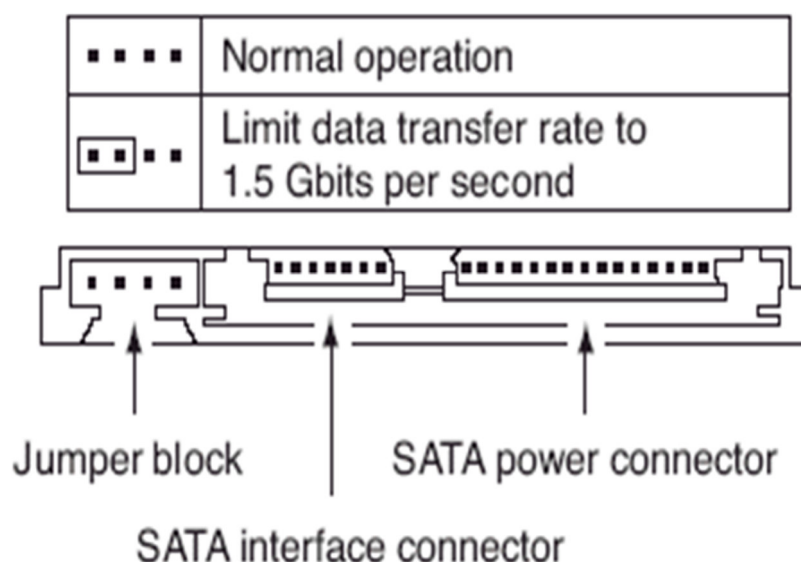 Normal operation
Limit data transfer rate to
1.5 Gbits per second
Jumper block
SATA power connector
SATA interface connector